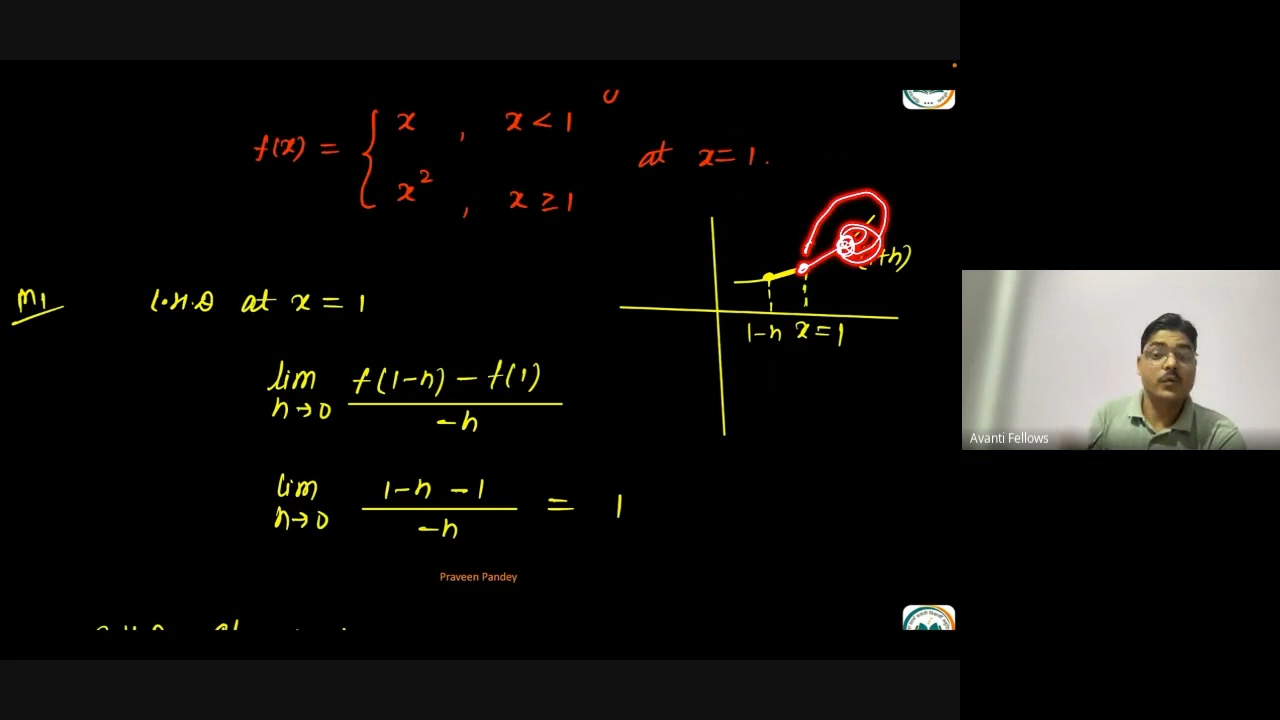 f(x) = { x , x < 1
x² , x ≥ 1
at x = 1.
M1 L.H.D at x = 1
1-h x = 1
lim h→0 f(1-h) - f(1) / -h
lim h→0 1-h-1 / -h = 1
Praveen Pandey
Avanti Fellows